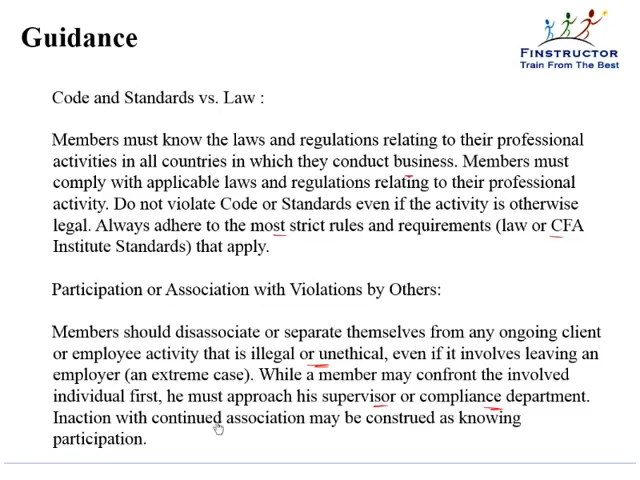 Guidance
FINSTRUCTOR
Train From The Best
Code and Standards vs. Law :
Members must know the laws and regulations relating to their professional
activities in all countries in which they conduct business. Members must
comply with applicable laws and regulations relating to their professional
activity. Do not violate Code or Standards even if the activity is otherwise
legal. Always adhere to the most strict rules and requirements (law or CFA
Institute Standards) that apply.
Participation or Association with Violations by Others:
Members should disassociate or separate themselves from any ongoing client
or employee activity that is illegal or unethical, even if it involves leaving an
employer (an extreme case). While a member may confront the involved
individual first, he must approach his supervisor or compliance department.
Inaction with continued association may be construed as knowing
participation.